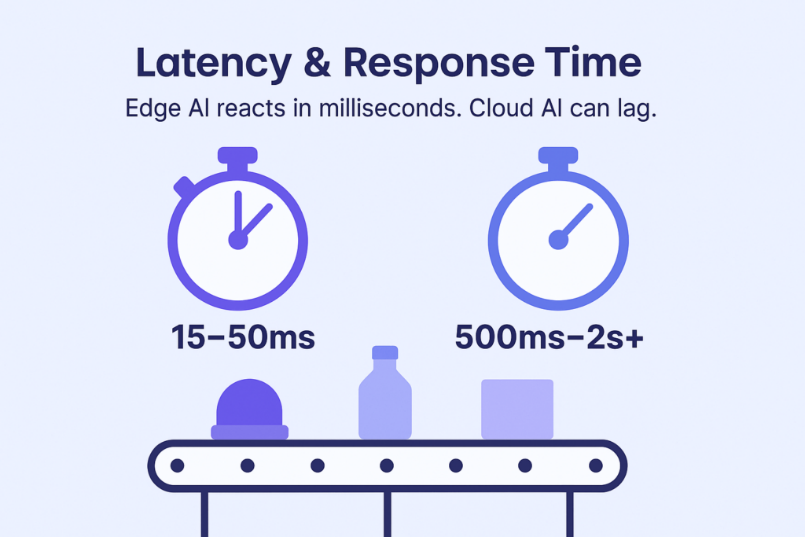 Latency & Response Time
Edge AI reacts in milliseconds. Cloud AI can lag.
15–50ms
500ms–2s+